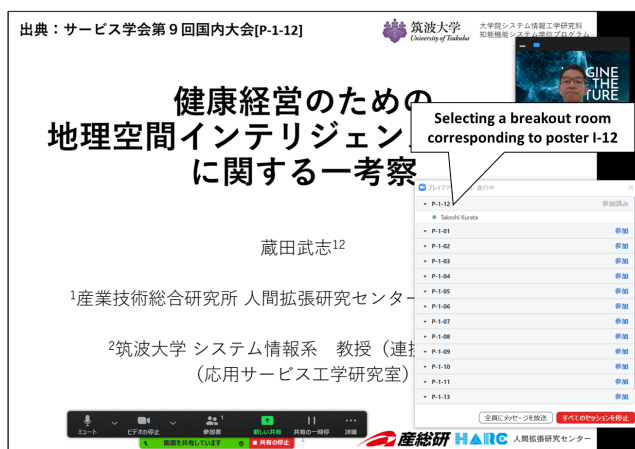 出典：サービス学会第９回国内大会[P-1-12]
筑波大学
University of Tsukuba
大学院システム情報工学研究科
知能機能システム学位プログラム
GINE
THE
TURE
健康経営のための
地理空間インテリジェン
に関する一考察
Selecting a breakout room
corresponding to poster I-12
進行中
P-1-12
参加済み
Takeshi Kurata
P-1-01
参加
P-1-02
参加
P-1-03
参加
P-1-04
参加
P-1-05
参加
P-1-06
参加
P-1-07
参加
P-1-08
参加
P-1-09
参加
P-1-10
参加
P-1-11
参加
P-1-13
参加
全員にメッセージを放送
すべてのセッションを停止
蔵田武志12
1産業技術総合研究所 人間拡張研究センター
2筑波大学 システム情報系　教授（連携
（応用サービス工学研究室）
ミュート
ビデオの停止
1
参加者
新しい共有
共有の一時停
詳細
画面を共有しています
共有の停止
産総研
HARC
人間拡張研究センター